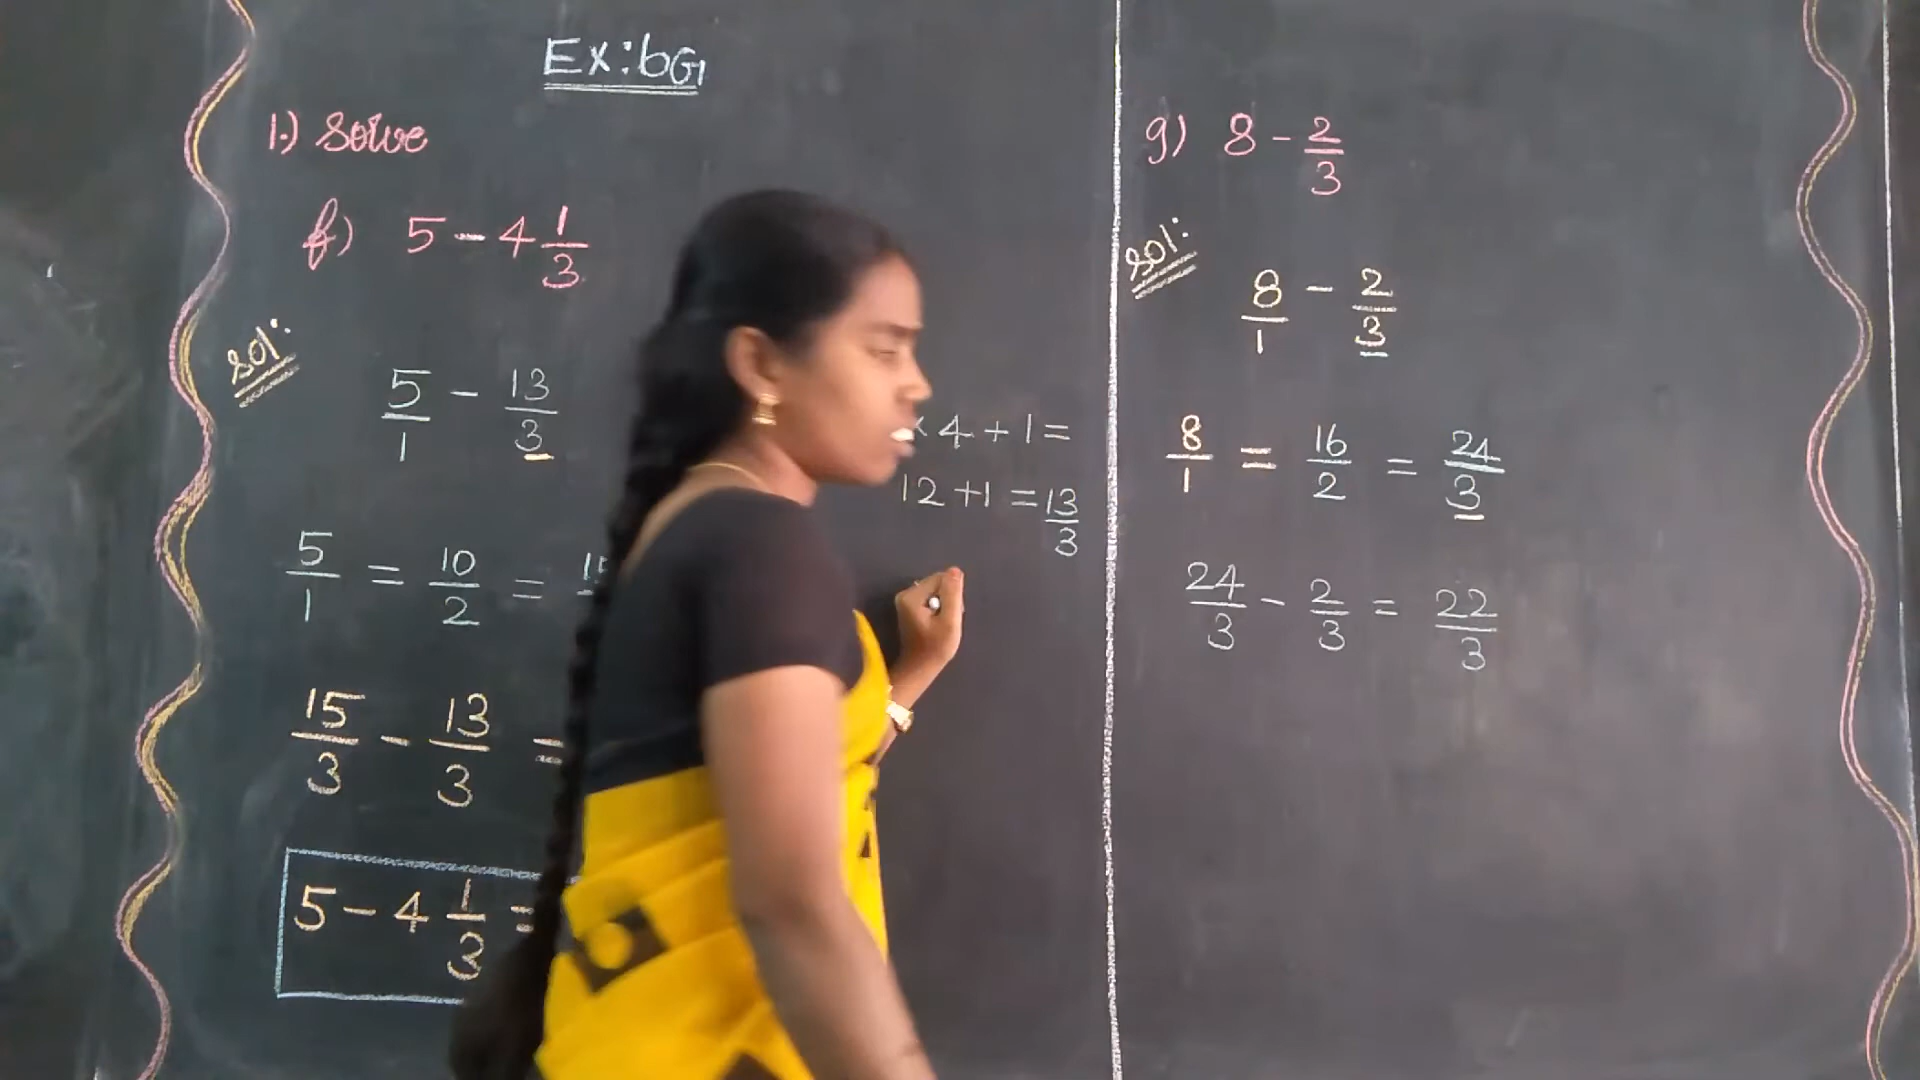 Ex:6G
1.) Solve
f) 5 - 4 1/3
Sol:
5/1 - 13/3
× 4 + 1 =
12 + 1 = 13/3
5/1 = 10/2 =
15/3 - 13/3 =
5 - 4 1/3 =
g) 8 - 2/3
Sol:
8/1 - 2/3
8/1 = 16/2 = 24/3
24/3 - 2/3 = 22/3